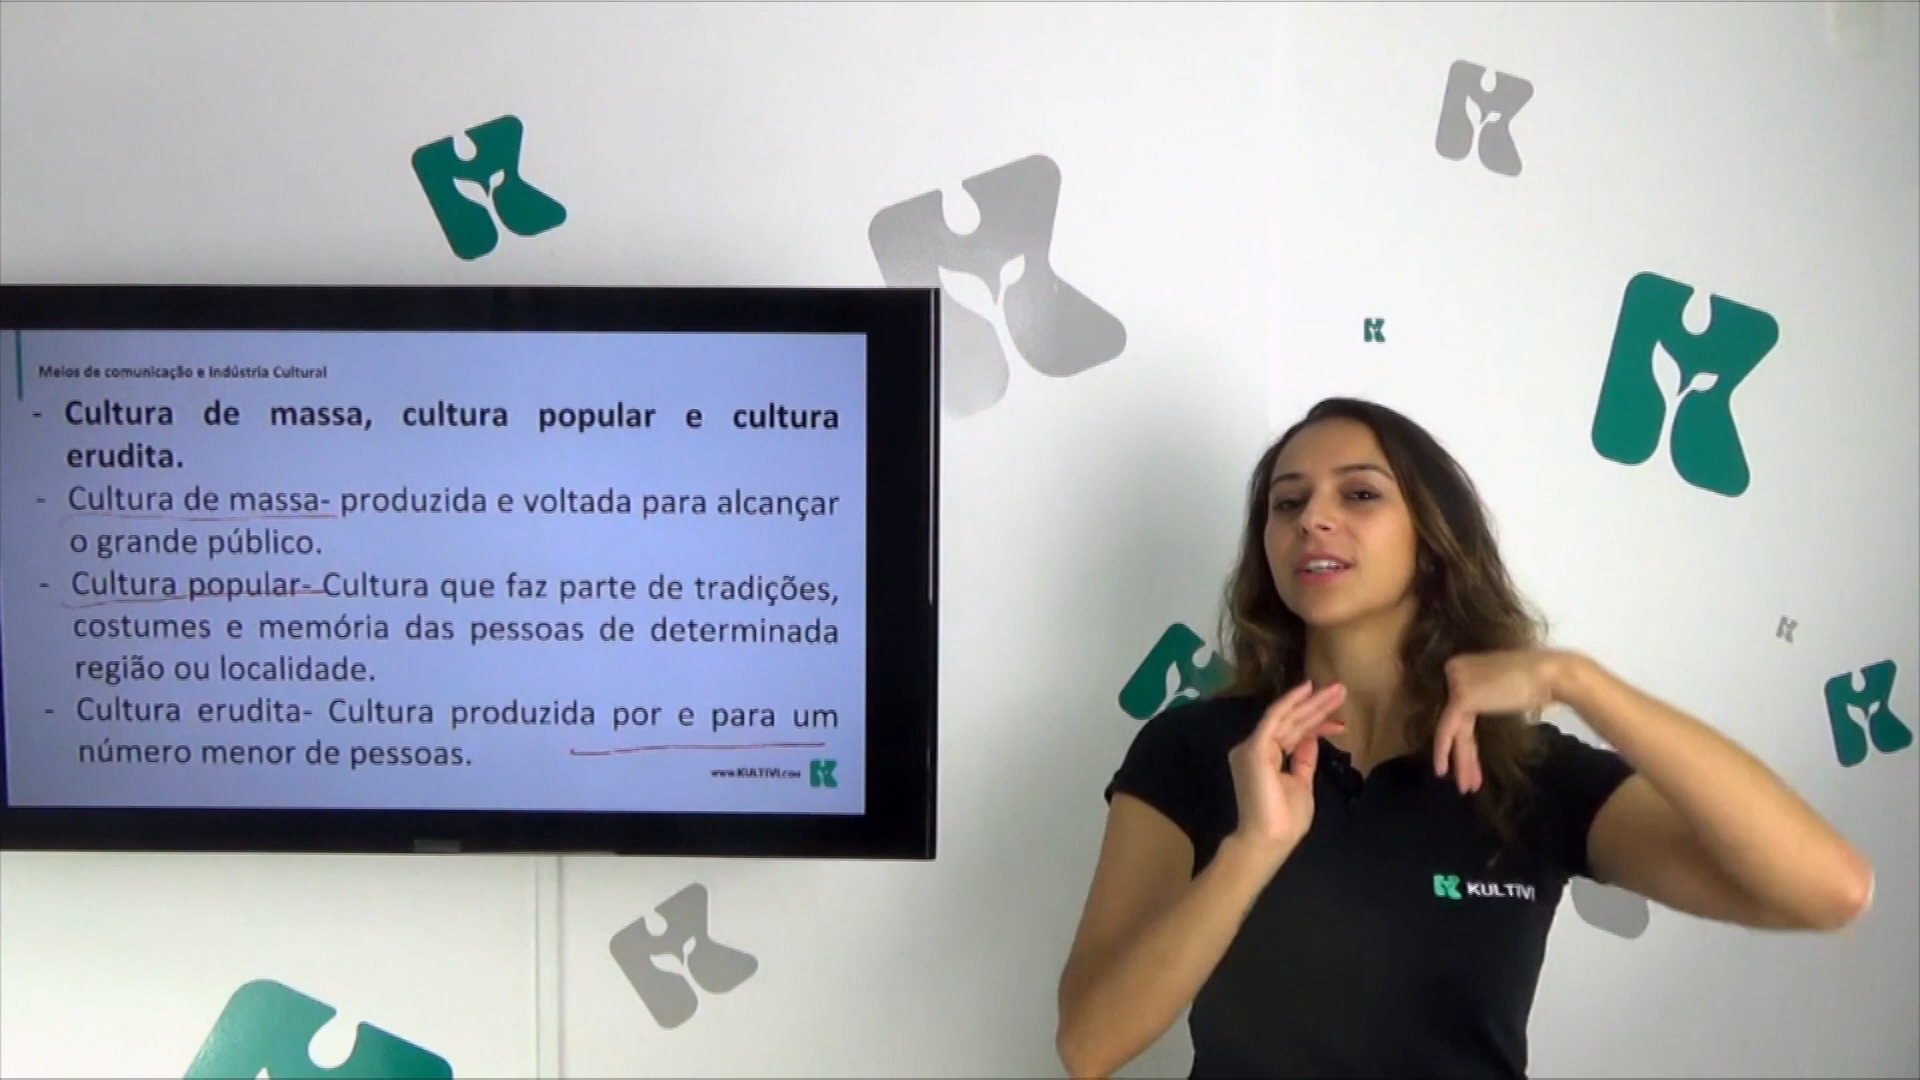 Meios de comunicação e Indústria Cultural
- Cultura de massa, cultura popular e cultura
erudita.
- Cultura de massa- produzida e voltada para alcançar
o grande público.
- Cultura popular- Cultura que faz parte de tradições,
costumes e memória das pessoas de determinada
região ou localidade.
- Cultura erudita- Cultura produzida por e para um
número menor de pessoas.
www.KULTIVI.COM
KULTIVI